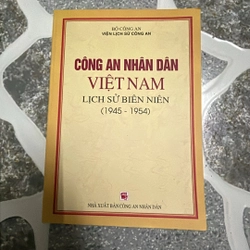 BỘ CÔNG AN
VIỆN LỊCH SỬ CÔNG AN
CÔNG AN NHÂN DÂN
VIỆT NAM
LỊCH SỬ BIÊN NIÊN
(1945 - 1954)
NHÀ XUẤT BẢN CÔNG AN NHÂN DÂN